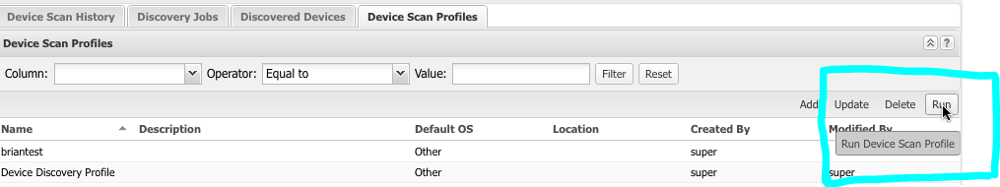 Device Scan History Discovery Jobs Discovered Devices Device Scan Profiles
Device Scan Profiles ?
Column: Operator: Equal to Value: Filter Reset
Add Update Delete Run
Name Description Default OS Location Created By Modified By
briantest Other super
Run Device Scan Profile
Device Discovery Profile Other super super